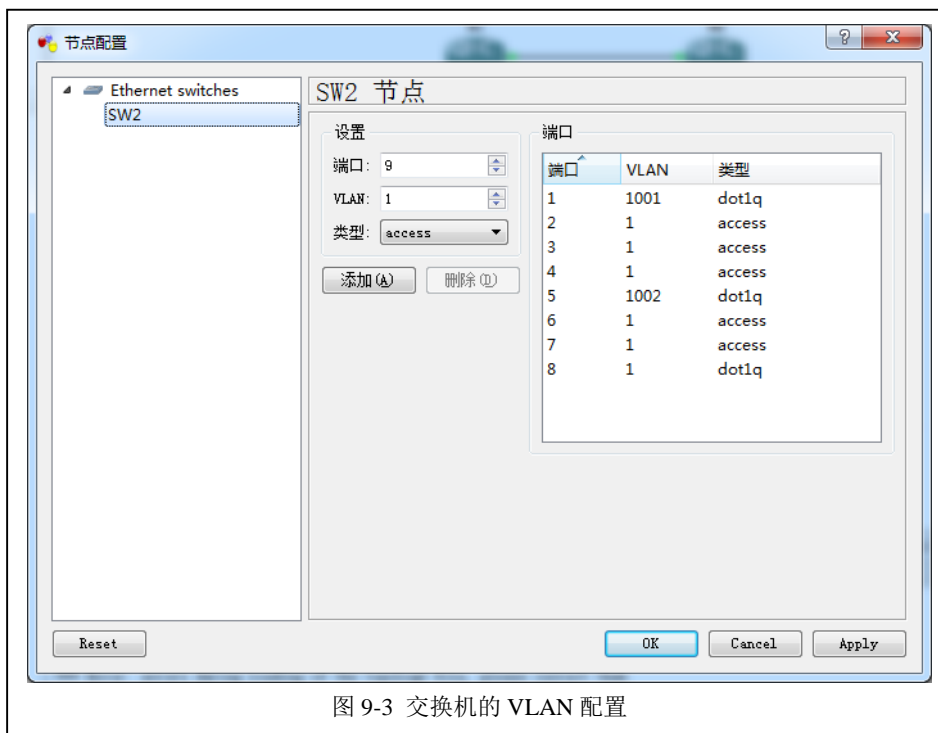 节点配置
Ethernet switches
SW2
SW2 节点
设置
端口: 9
VLAN: 1
类型: access
添加(A) 删除(D)
端口
端口 VLAN 类型
1 1001 dot1q
2 1 access
3 1 access
4 1 access
5 1002 dot1q
6 1 access
7 1 access
8 1 dot1q
Reset OK Cancel Apply
图 9-3 交换机的 VLAN 配置